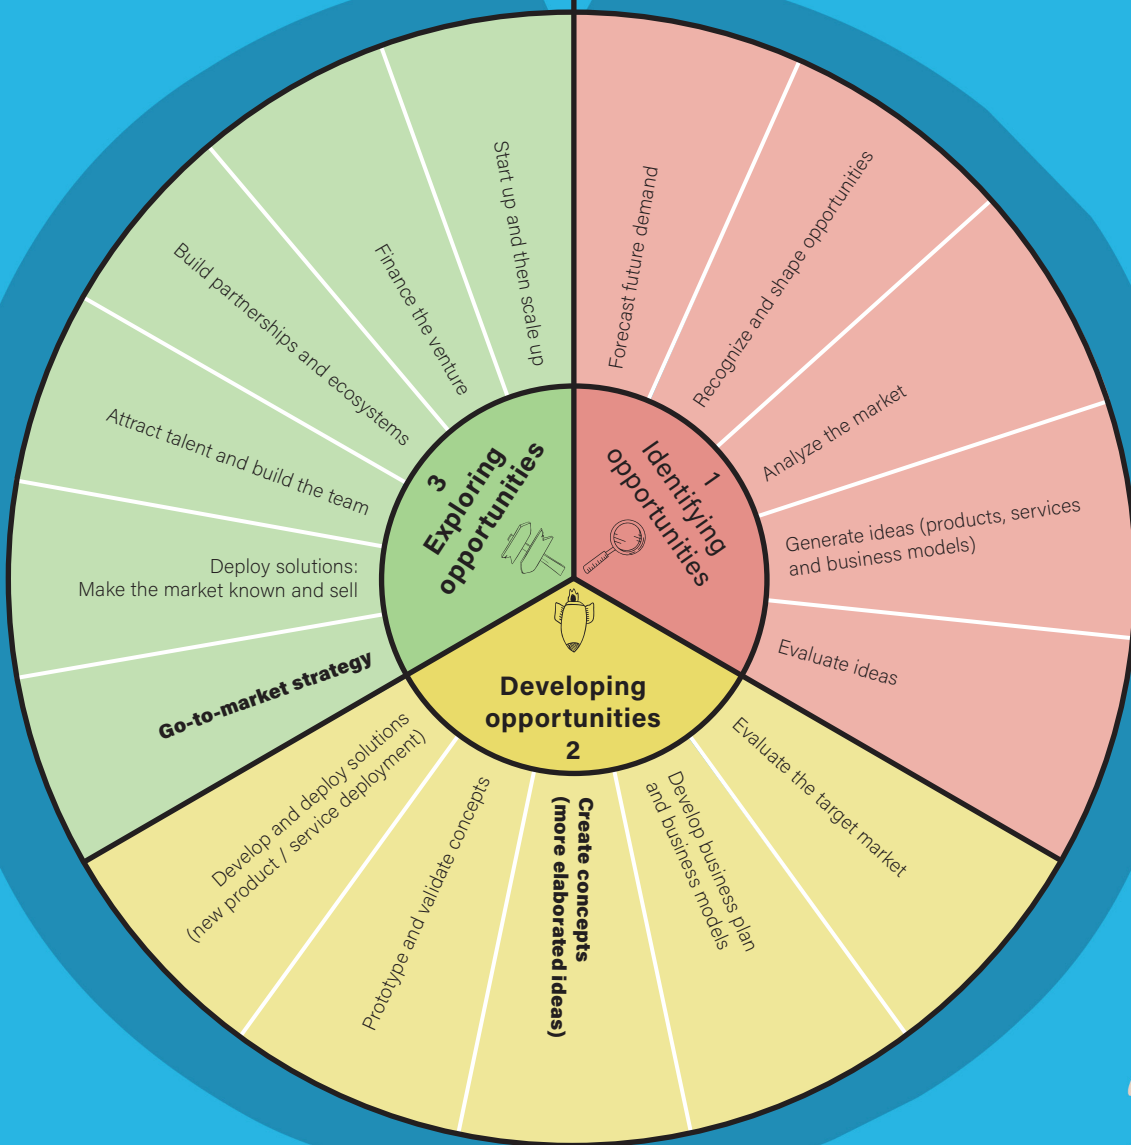 1
Identifying
opportunities
Forecast future demand
Recognize and shape opportunities
Analyze the market
Generate ideas (products, services
and business models)
Evaluate ideas
Developing
opportunities
2
Evaluate the target market
Develop business plan
and business models
Create concepts
(more elaborated ideas)
Prototype and validate concepts
Develop and deploy solutions
(new product / service deployment)
3
Exploring
opportunities
Go-to-market strategy
Deploy solutions:
Make the market known and sell
Attract talent and build the team
Build partnerships and ecosystems
Finance the venture
Start up and then scale up